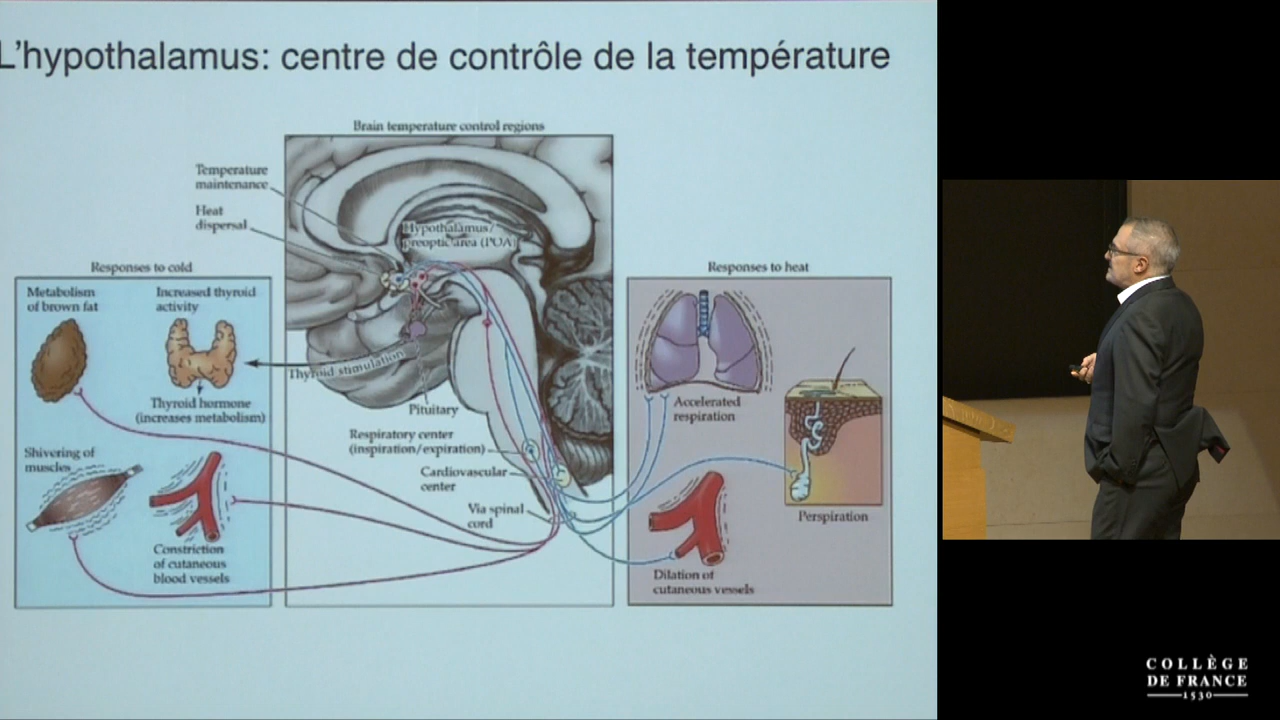 L'hypothalamus: centre de contrôle de la température
Brain temperature control regions
Temperature
maintenance
Heat
dispersal
Hypothalamus/
preoptic area (POA)
Responses to cold
Metabolism
of brown fat
Increased thyroid
activity
Thyroid hormone
(increases metabolism)
Shivering of
muscles
Constriction
of cutaneous
blood vessels
Thyroid stimulation
Pituitary
Respiratory center
(inspiration/expiration)
Cardiovascular
center
Via spinal
cord
Responses to heat
Accelerated
respiration
Perspiration
Dilation of
cutaneous vessels
COLLÈGE
DE FRANCE
1530